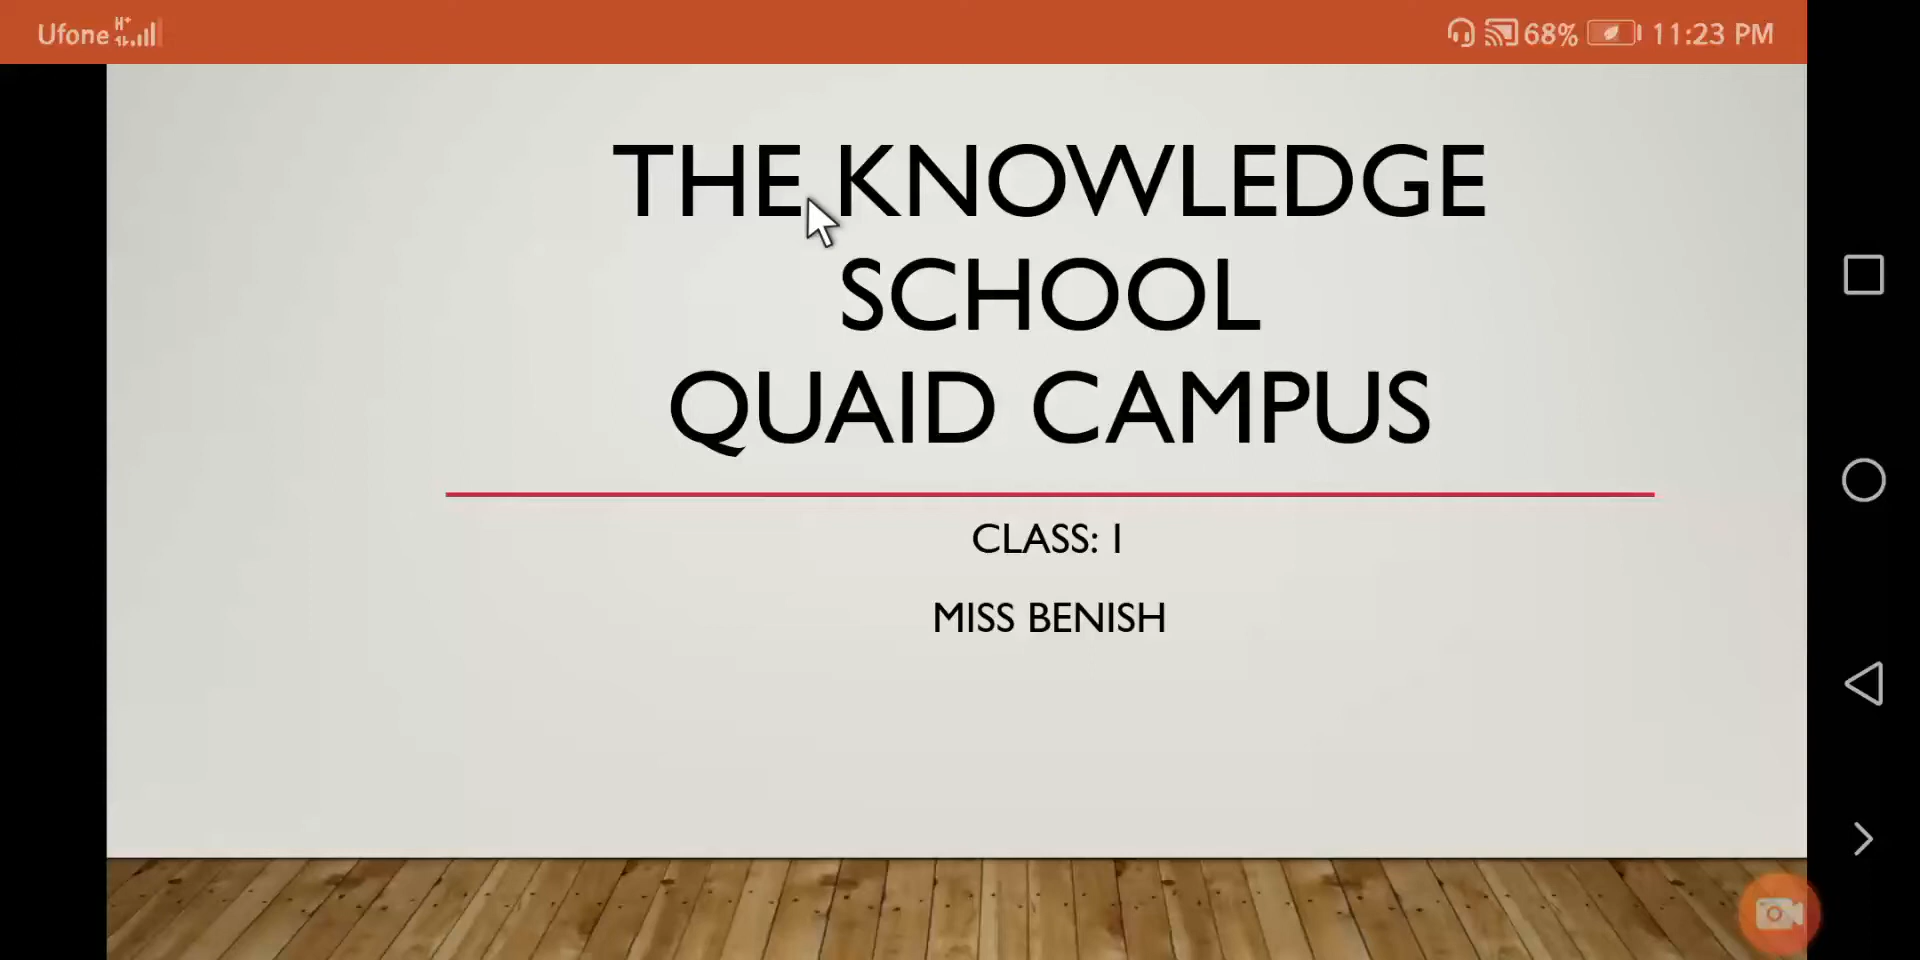 Ufone H+ 68% 11:23 PM
THE KNOWLEDGE
SCHOOL
QUAID CAMPUS
CLASS: I
MISS BENISH